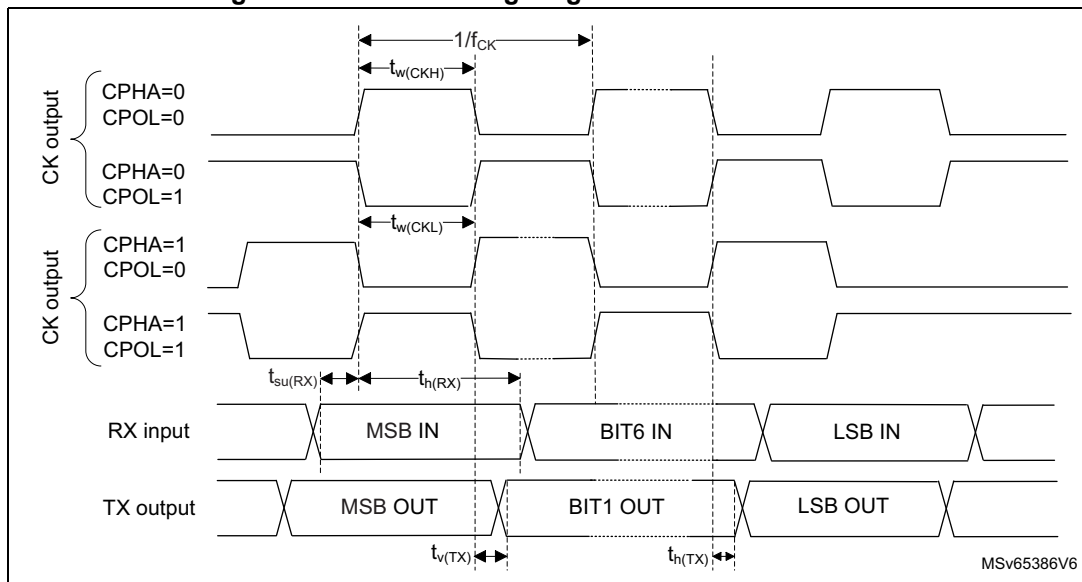 1/fCK
tw(CKH)
CK output
CPHA=0
CPOL=0
CPHA=0
CPOL=1
tw(CKL)
CK output
CPHA=1
CPOL=0
CPHA=1
CPOL=1
tsu(RX)
th(RX)
RX input
MSB IN
BIT6 IN
LSB IN
TX output
MSB OUT
BIT1 OUT
LSB OUT
tv(TX)
th(TX)
MSv65386V6